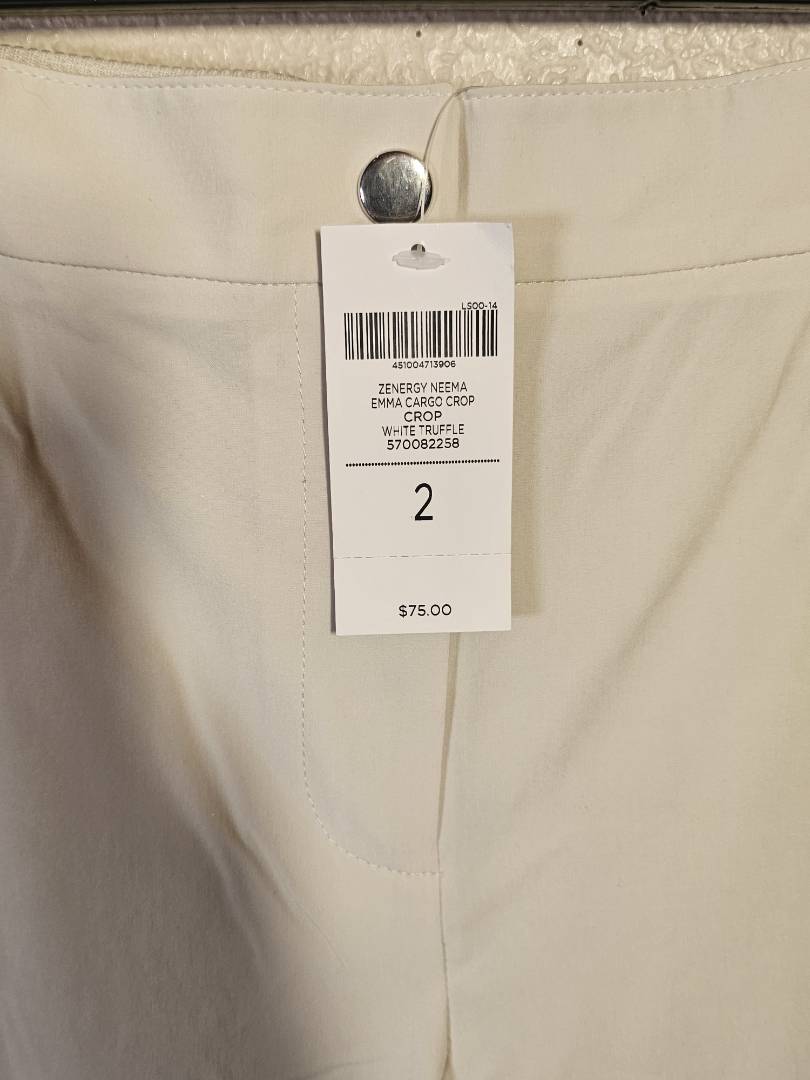 LS00-14
451004713906
ZENERGY NEEMA
EMMA CARGO CROP
CROP
WHITE TRUFFLE
570082258
2
$75.00